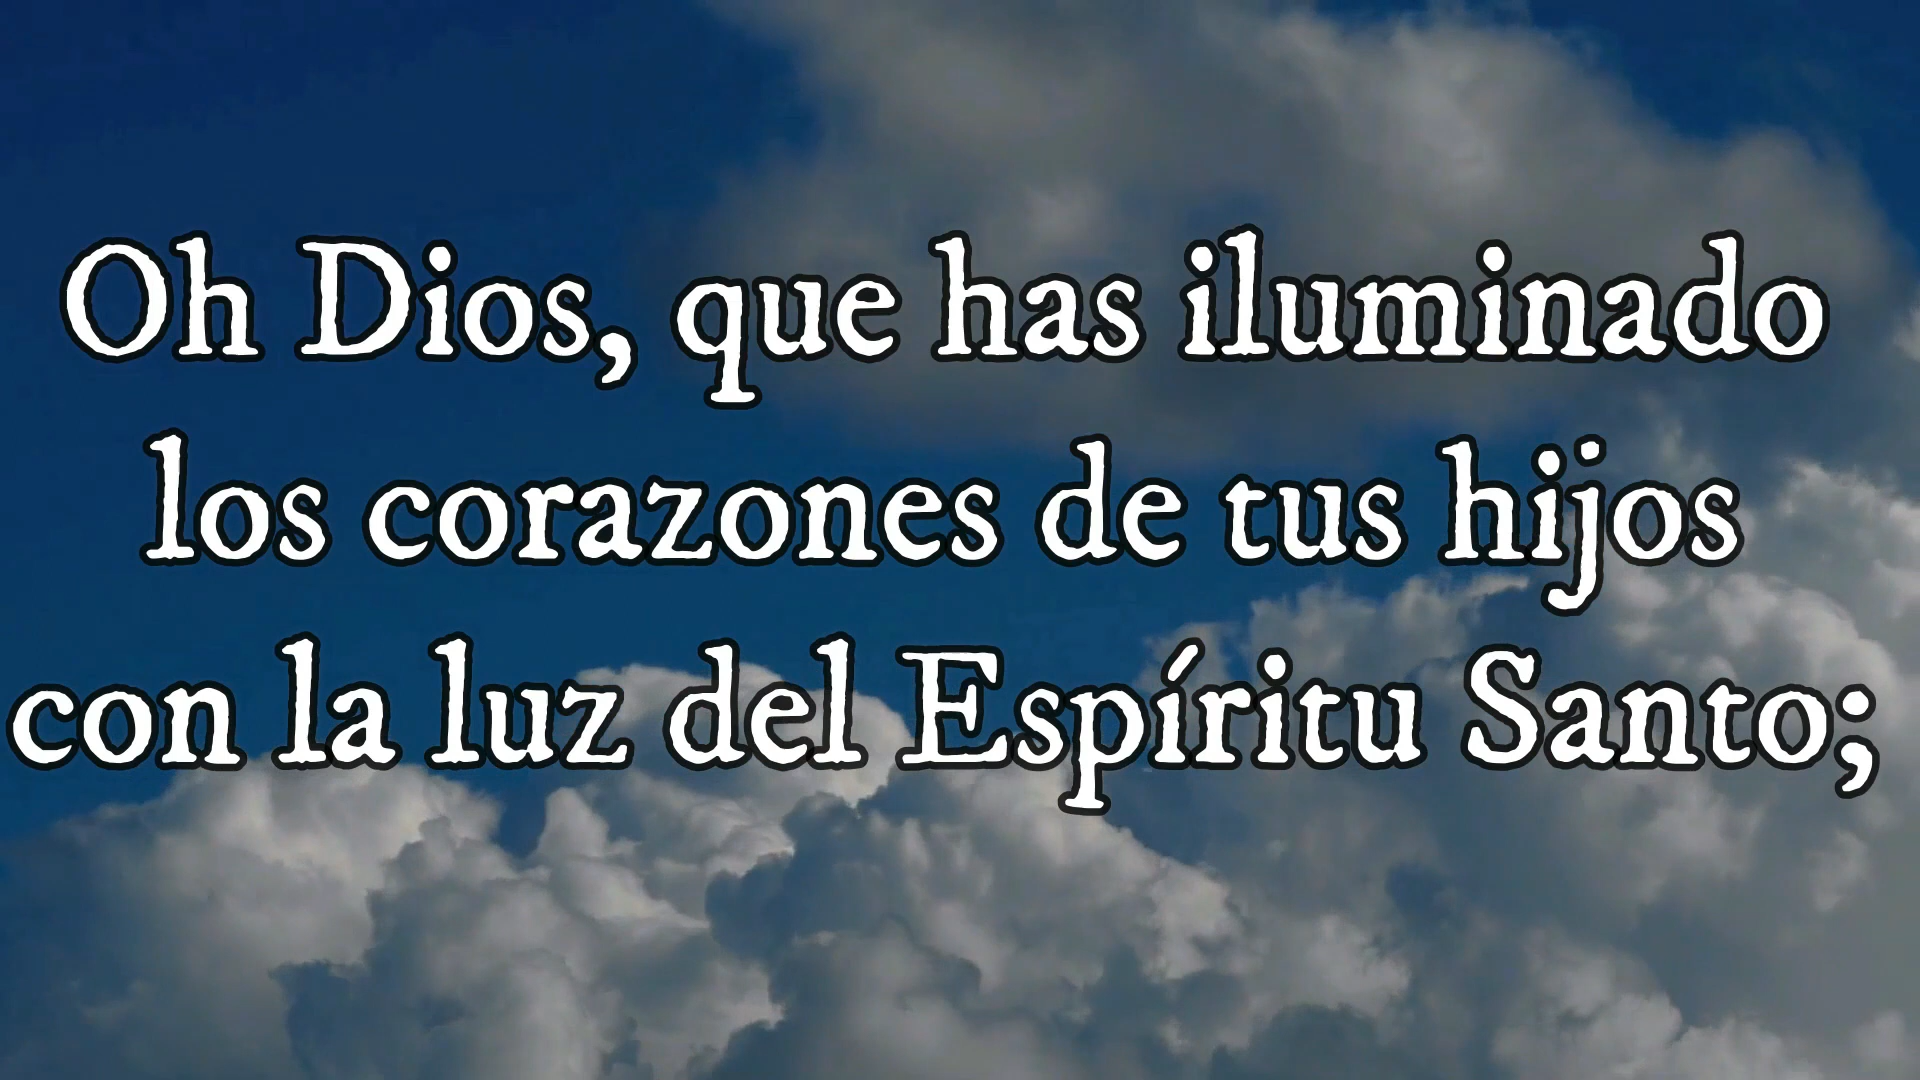 Oh Dios, que has iluminado
los corazones de tus hijos
con la luz del Espíritu Santo;